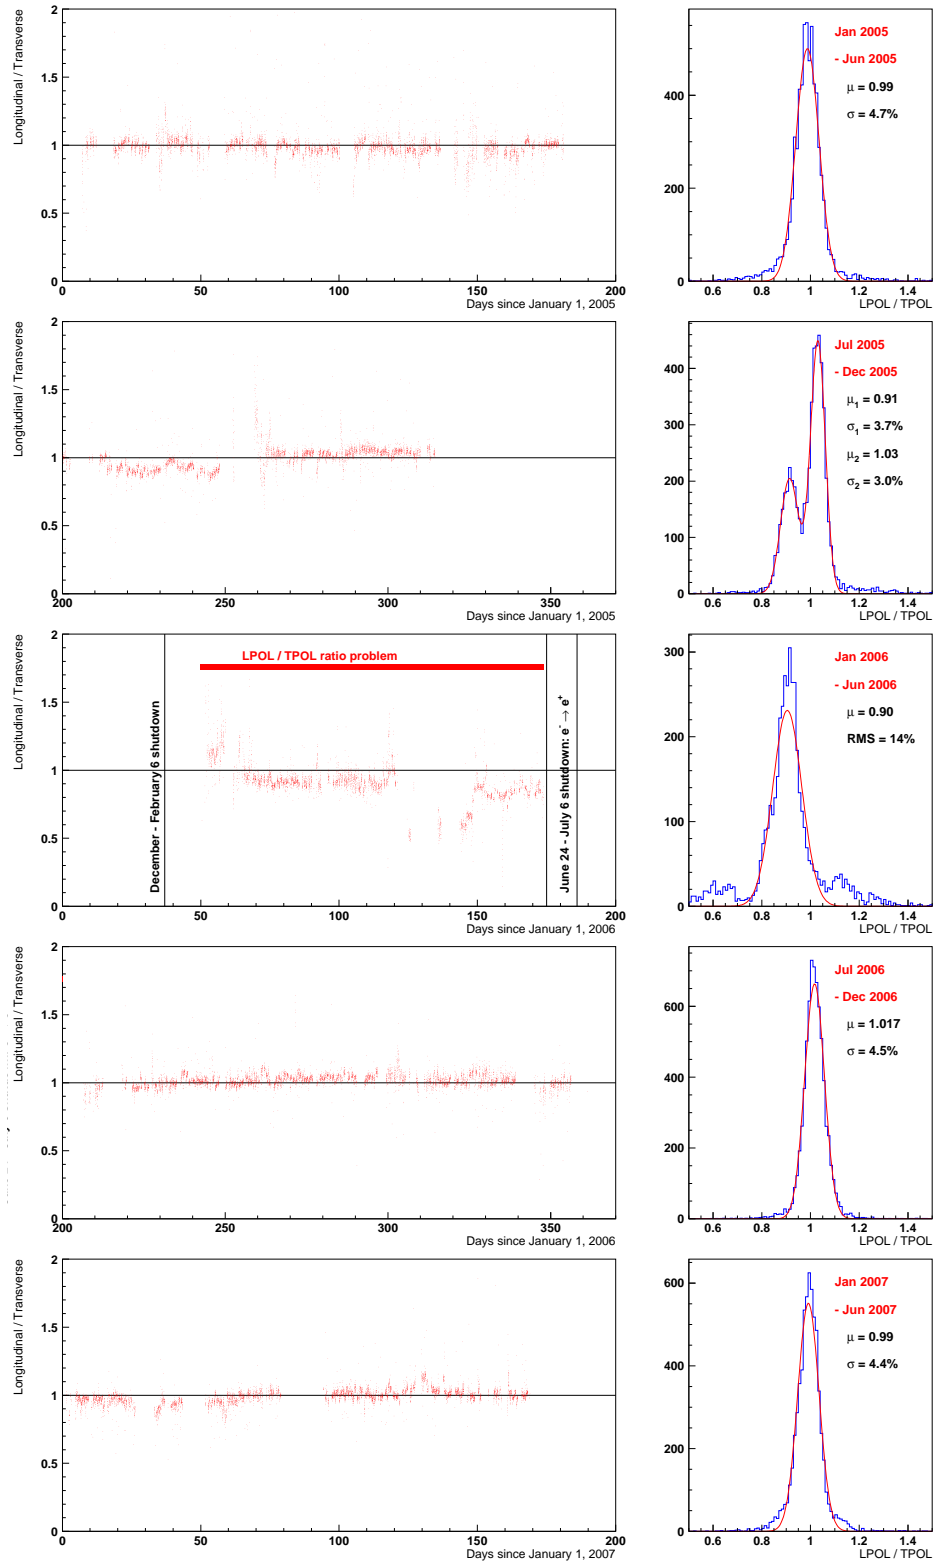 Longitudinal / Transverse
2
1.5
1
0.5
0
0 50 100 150 200
Days since January 1, 2005
Jan 2005
- Jun 2005
μ = 0.99
σ = 4.7%
400
200
0
0.6 0.8 1 1.2 1.4
LPOL / TPOL
Longitudinal / Transverse
2
1.5
1
0.5
0
200 250 300 350
Days since January 1, 2005
Jul 2005
- Dec 2005
μ1 = 0.91
σ1 = 3.7%
μ2 = 1.03
σ2 = 3.0%
400
300
200
100
0
0.6 0.8 1 1.2 1.4
LPOL / TPOL
Longitudinal / Transverse
2
1.5
1
0.5
0
LPOL / TPOL ratio problem
December - February 6 shutdown
June 24 - July 6 shutdown: e⁻ → e⁺
0 50 100 150 200
Days since January 1, 2006
Jan 2006
- Jun 2006
μ = 0.90
RMS = 14%
300
200
100
0
0.6 0.8 1 1.2 1.4
LPOL / TPOL
Longitudinal / Transverse
2
1.5
1
0.5
0
200 250 300 350
Days since January 1, 2006
Jul 2006
- Dec 2006
μ = 1.017
σ = 4.5%
600
400
200
0
0.6 0.8 1 1.2 1.4
LPOL / TPOL
Longitudinal / Transverse
2
1.5
1
0.5
0
0 50 100 150 200
Days since January 1, 2007
Jan 2007
- Jun 2007
μ = 0.99
σ = 4.4%
600
400
200
0
0.6 0.8 1 1.2 1.4
LPOL / TPOL